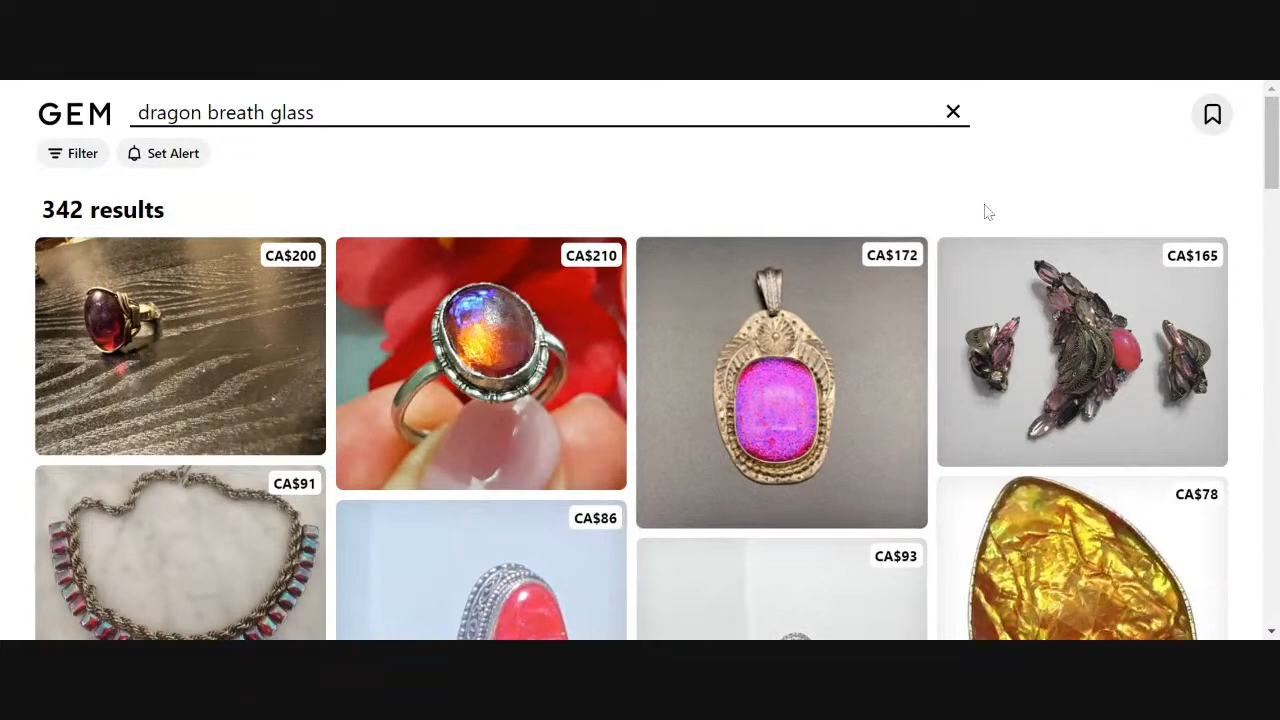 GEM dragon breath glass
Filter Set Alert
342 results
CA$200 CA$210 CA$172 CA$165
CA$91 CA$86 CA$93 CA$78